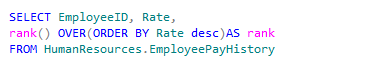 SELECT EmployeeID, Rate,
rank() OVER(ORDER BY Rate desc)AS rank
FROM HumanResources.EmployeePayHistory